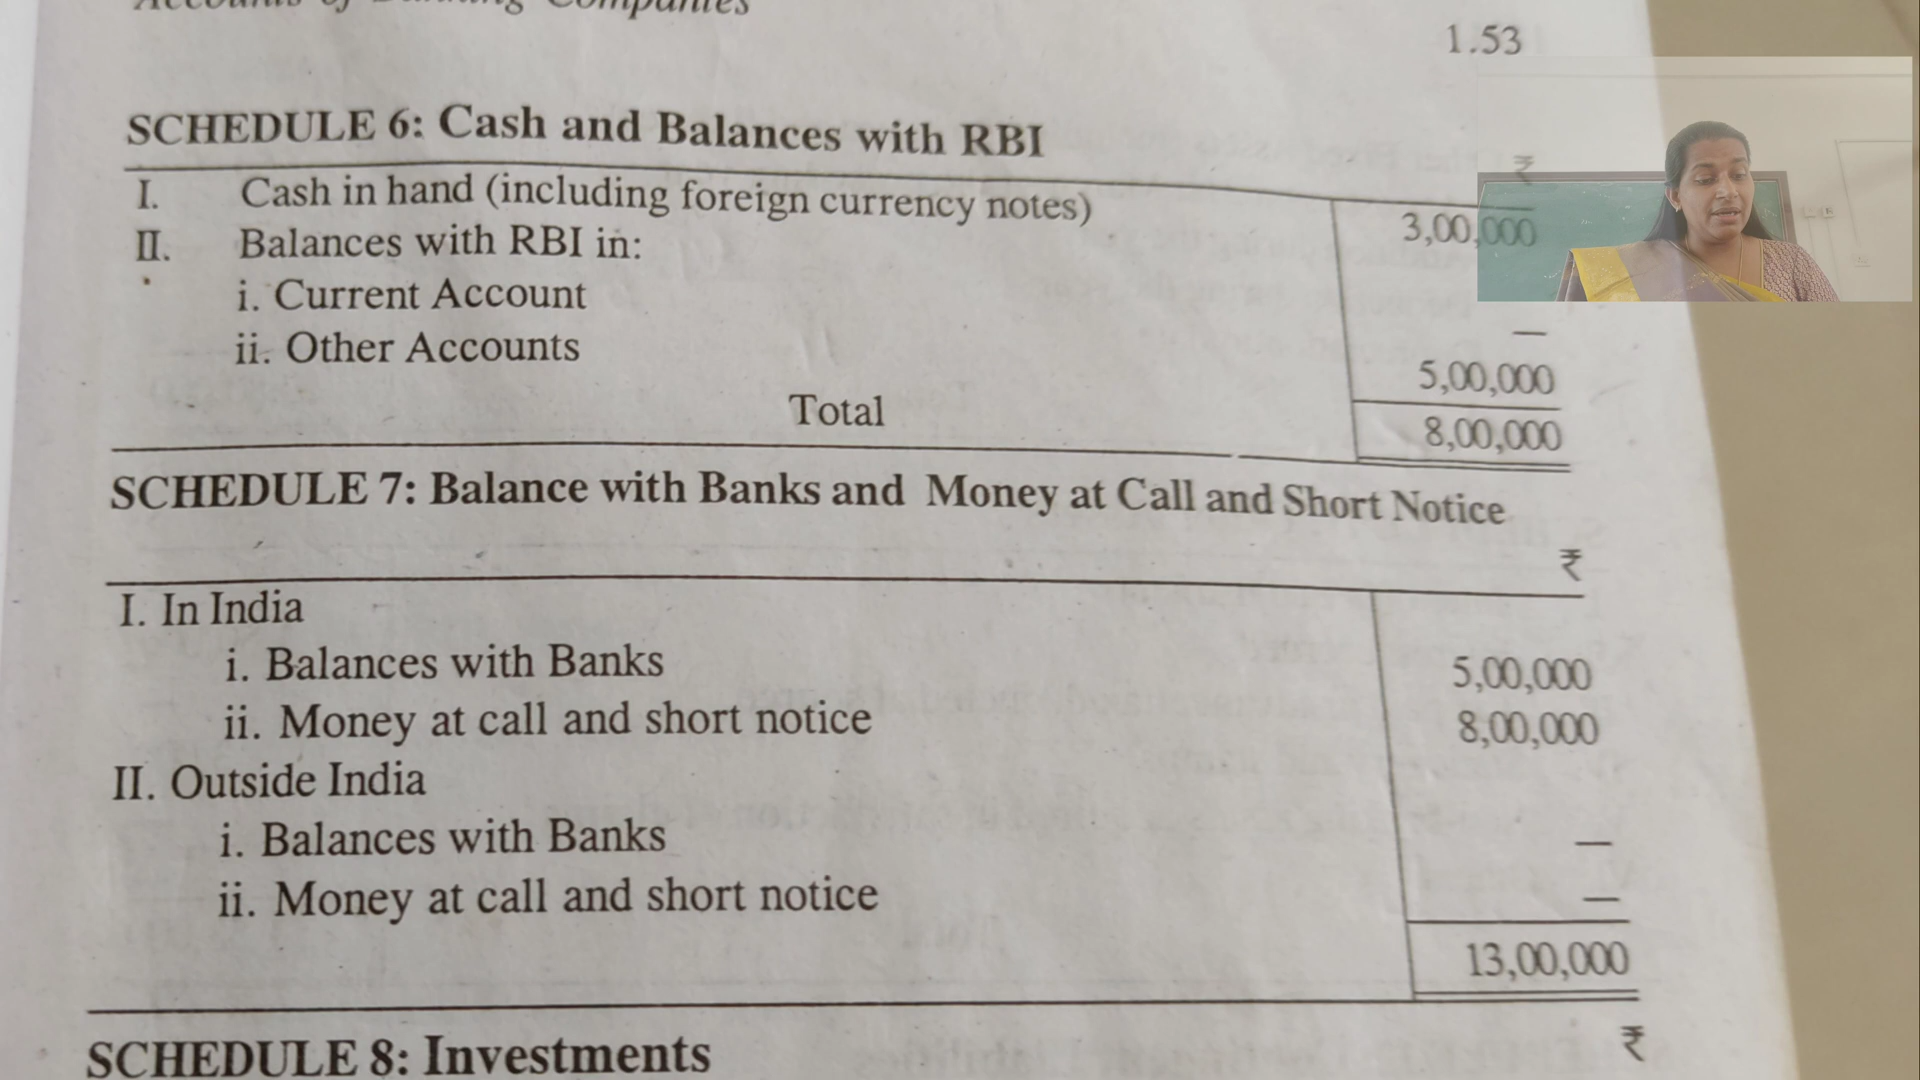 Accounts of Banking Companies
1.53
SCHEDULE 6: Cash and Balances with RBI
₹
I. Cash in hand (including foreign currency notes) 3,00,000
II. Balances with RBI in:
i. Current Account —
ii. Other Accounts 5,00,000
Total 8,00,000
SCHEDULE 7: Balance with Banks and Money at Call and Short Notice
₹
I. In India
i. Balances with Banks 5,00,000
ii. Money at call and short notice 8,00,000
II. Outside India
i. Balances with Banks —
ii. Money at call and short notice —
13,00,000
SCHEDULE 8: Investments
₹